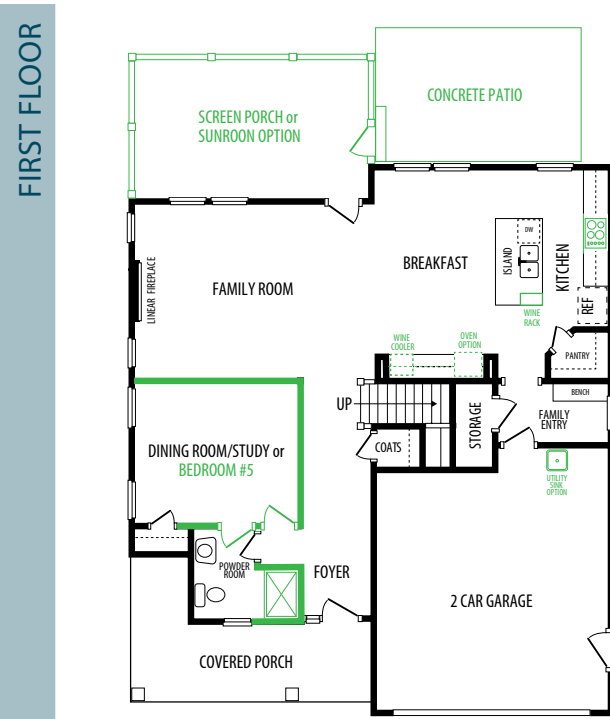 FIRST FLOOR
SCREEN PORCH or
SUNROON OPTION
CONCRETE PATIO
FAMILY ROOM
LINEAR FIREPLACE
BREAKFAST
ISLAND
DW
KITCHEN
REF
WINE
RACK
WINE
COOLER
OVEN
OPTION
PANTRY
BENCH
FAMILY
ENTRY
UP
STORAGE
COATS
DINING ROOM/STUDY or
BEDROOM #5
UTILITY
SINK
OPTION
POWDER
ROOM
FOYER
2 CAR GARAGE
COVERED PORCH